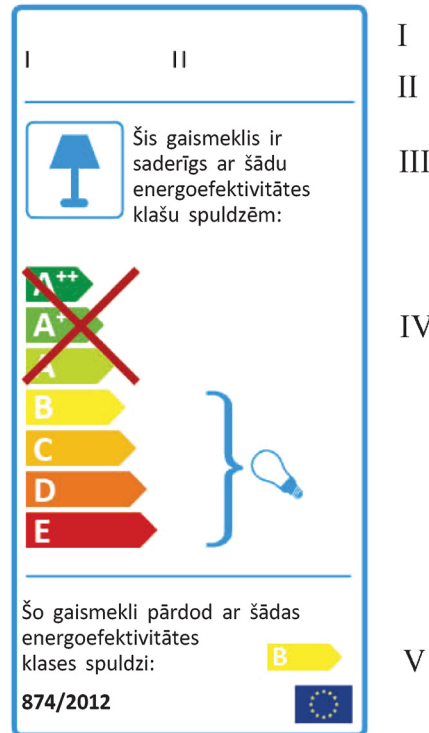 I II
I
II
Šis gaismeklis ir
saderīgs ar šādu
energoefektivitātes
klašu spuldzēm:
III
A++
A+
A
IV
B
C
D
E
Šo gaismekli pārdod ar šādas
energoefektivitātes
klases spuldzi:
B
V
874/2012